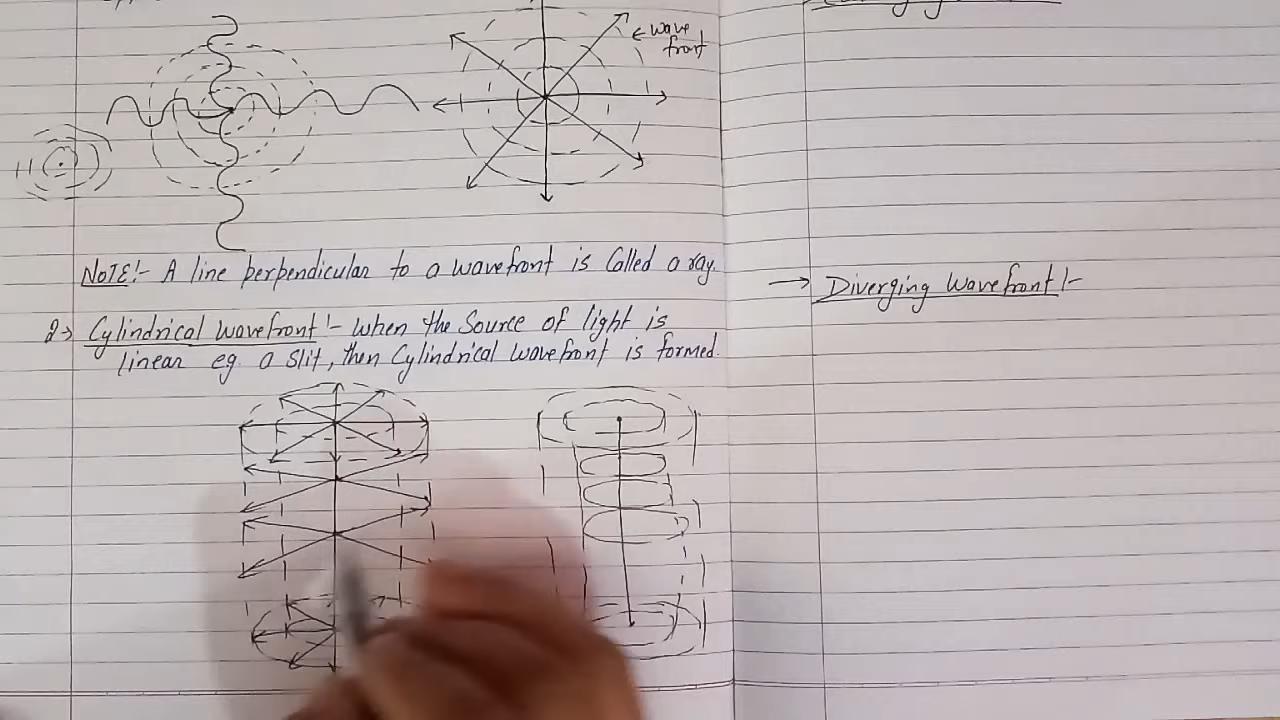 ← wave
front
NOTE!- A line perpendicular to a wavefront is Called a ray.
2→ Cylindrical wavefront!- when the Source of light is
linear eg. a slit, then Cylindrical wavefront is formed.
→ Diverging Wavefront!-